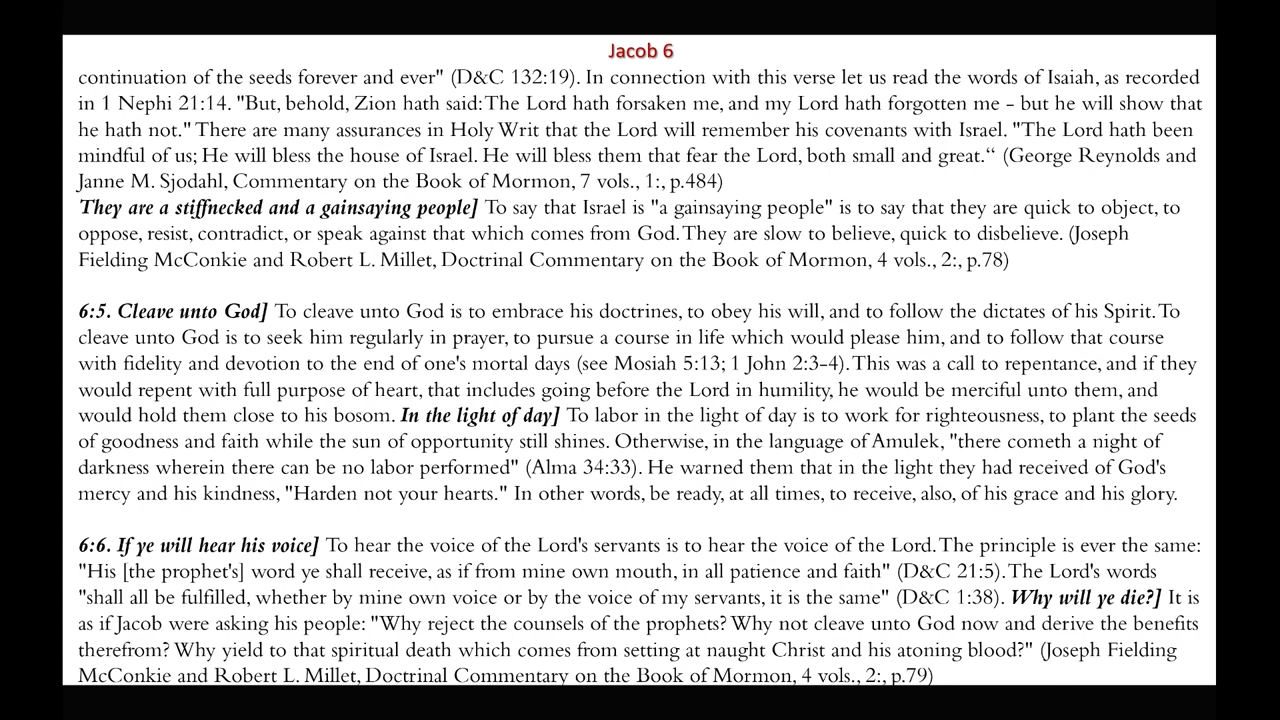 Jacob 6
continuation of the seeds forever and ever" (D&C 132:19). In connection with this verse let us read the words of Isaiah, as recorded
in 1 Nephi 21:14. "But, behold, Zion hath said: The Lord hath forsaken me, and my Lord hath forgotten me - but he will show that
he hath not." There are many assurances in Holy Writ that the Lord will remember his covenants with Israel. "The Lord hath been
mindful of us; He will bless the house of Israel. He will bless them that fear the Lord, both small and great.“ (George Reynolds and
Janne M. Sjodahl, Commentary on the Book of Mormon, 7 vols., 1:, p.484)
They are a stiffnecked and a gainsaying people] To say that Israel is "a gainsaying people" is to say that they are quick to object, to
oppose, resist, contradict, or speak against that which comes from God. They are slow to believe, quick to disbelieve. (Joseph
Fielding McConkie and Robert L. Millet, Doctrinal Commentary on the Book of Mormon, 4 vols., 2:, p.78)
6:5. Cleave unto God] To cleave unto God is to embrace his doctrines, to obey his will, and to follow the dictates of his Spirit. To
cleave unto God is to seek him regularly in prayer, to pursue a course in life which would please him, and to follow that course
with fidelity and devotion to the end of one's mortal days (see Mosiah 5:13; 1 John 2:3-4). This was a call to repentance, and if they
would repent with full purpose of heart, that includes going before the Lord in humility, he would be merciful unto them, and
would hold them close to his bosom. In the light of day] To labor in the light of day is to work for righteousness, to plant the seeds
of goodness and faith while the sun of opportunity still shines. Otherwise, in the language of Amulek, "there cometh a night of
darkness wherein there can be no labor performed" (Alma 34:33). He warned them that in the light they had received of God's
mercy and his kindness, "Harden not your hearts." In other words, be ready, at all times, to receive, also, of his grace and his glory.
6:6. If ye will hear his voice] To hear the voice of the Lord's servants is to hear the voice of the Lord. The principle is ever the same:
"His [the prophet's] word ye shall receive, as if from mine own mouth, in all patience and faith" (D&C 21:5). The Lord's words
"shall all be fulfilled, whether by mine own voice or by the voice of my servants, it is the same" (D&C 1:38). Why will ye die?] It is
as if Jacob were asking his people: "Why reject the counsels of the prophets? Why not cleave unto God now and derive the benefits
therefrom? Why yield to that spiritual death which comes from setting at naught Christ and his atoning blood?" (Joseph Fielding
McConkie and Robert L. Millet, Doctrinal Commentary on the Book of Mormon, 4 vols., 2:, p.79)